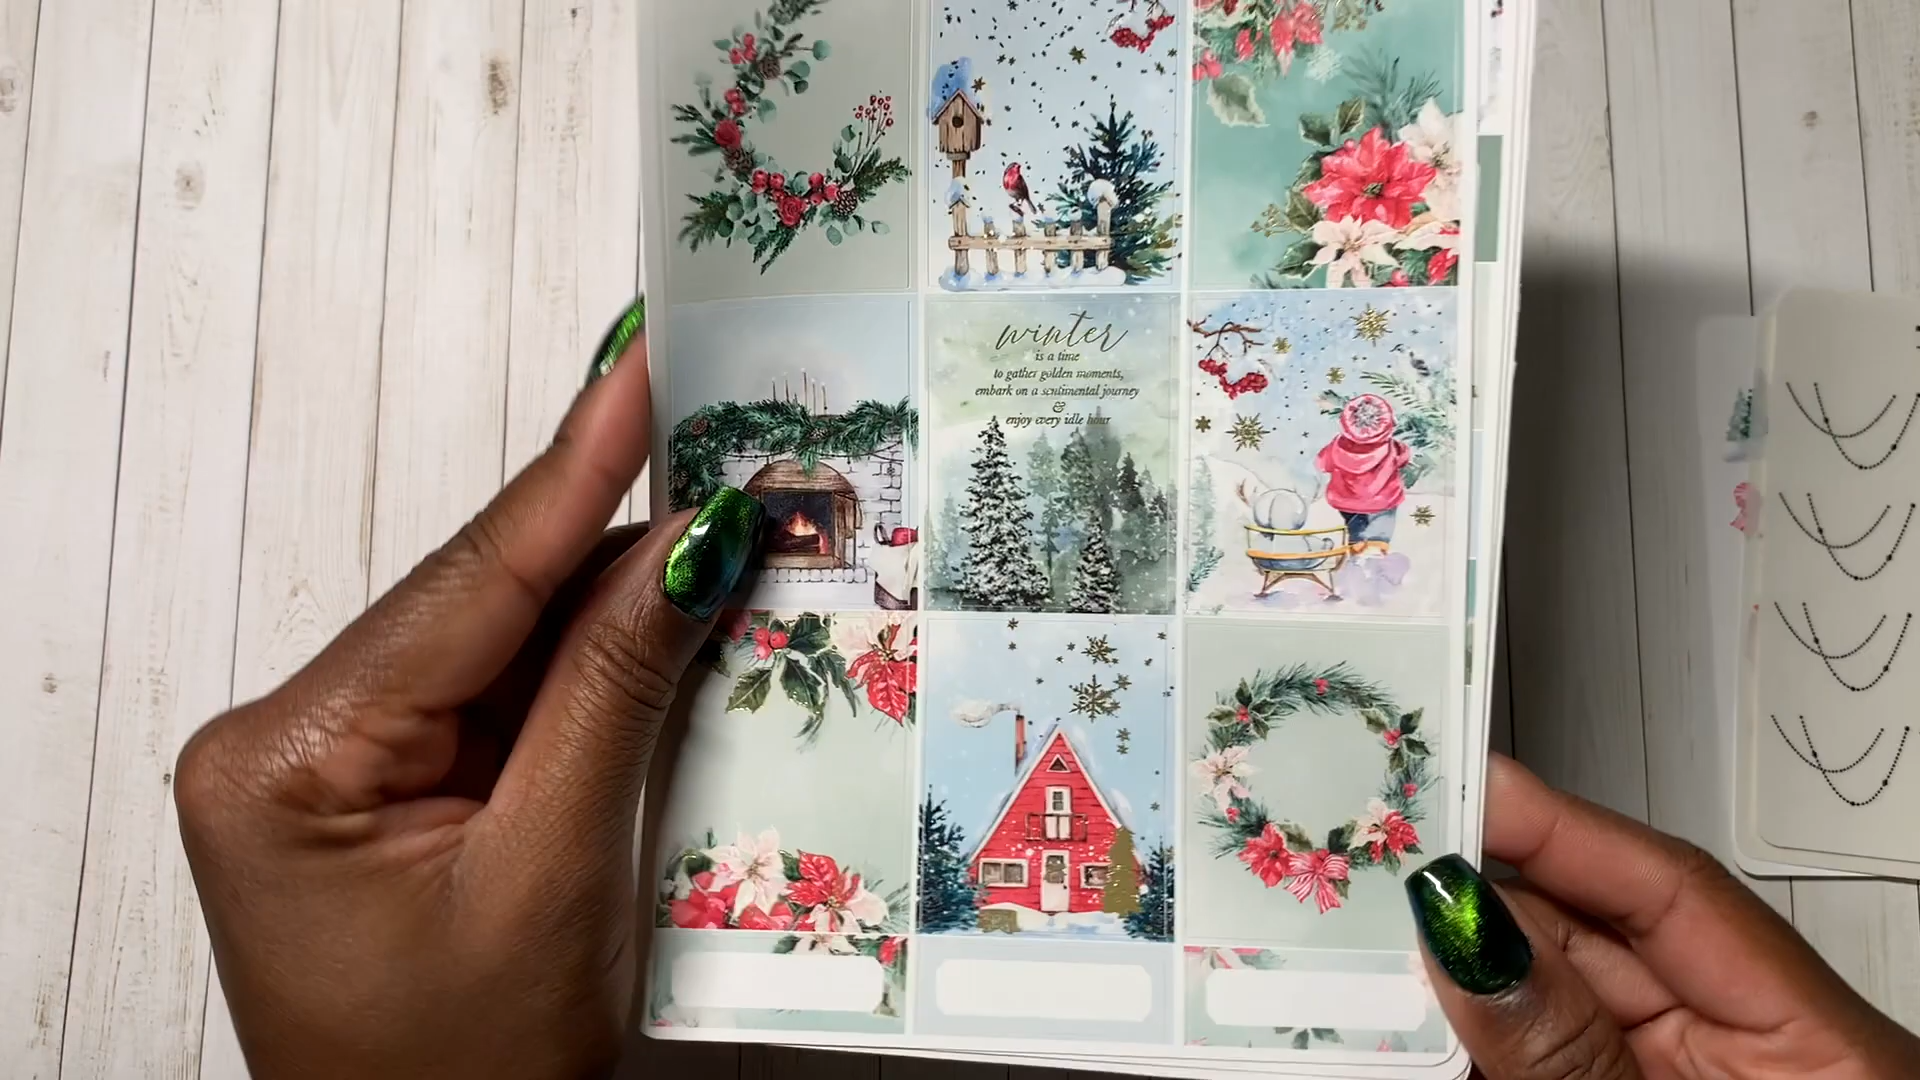 winter
is a time
to gather golden moments,
embark on a sentimental journey
&
enjoy every idle hour